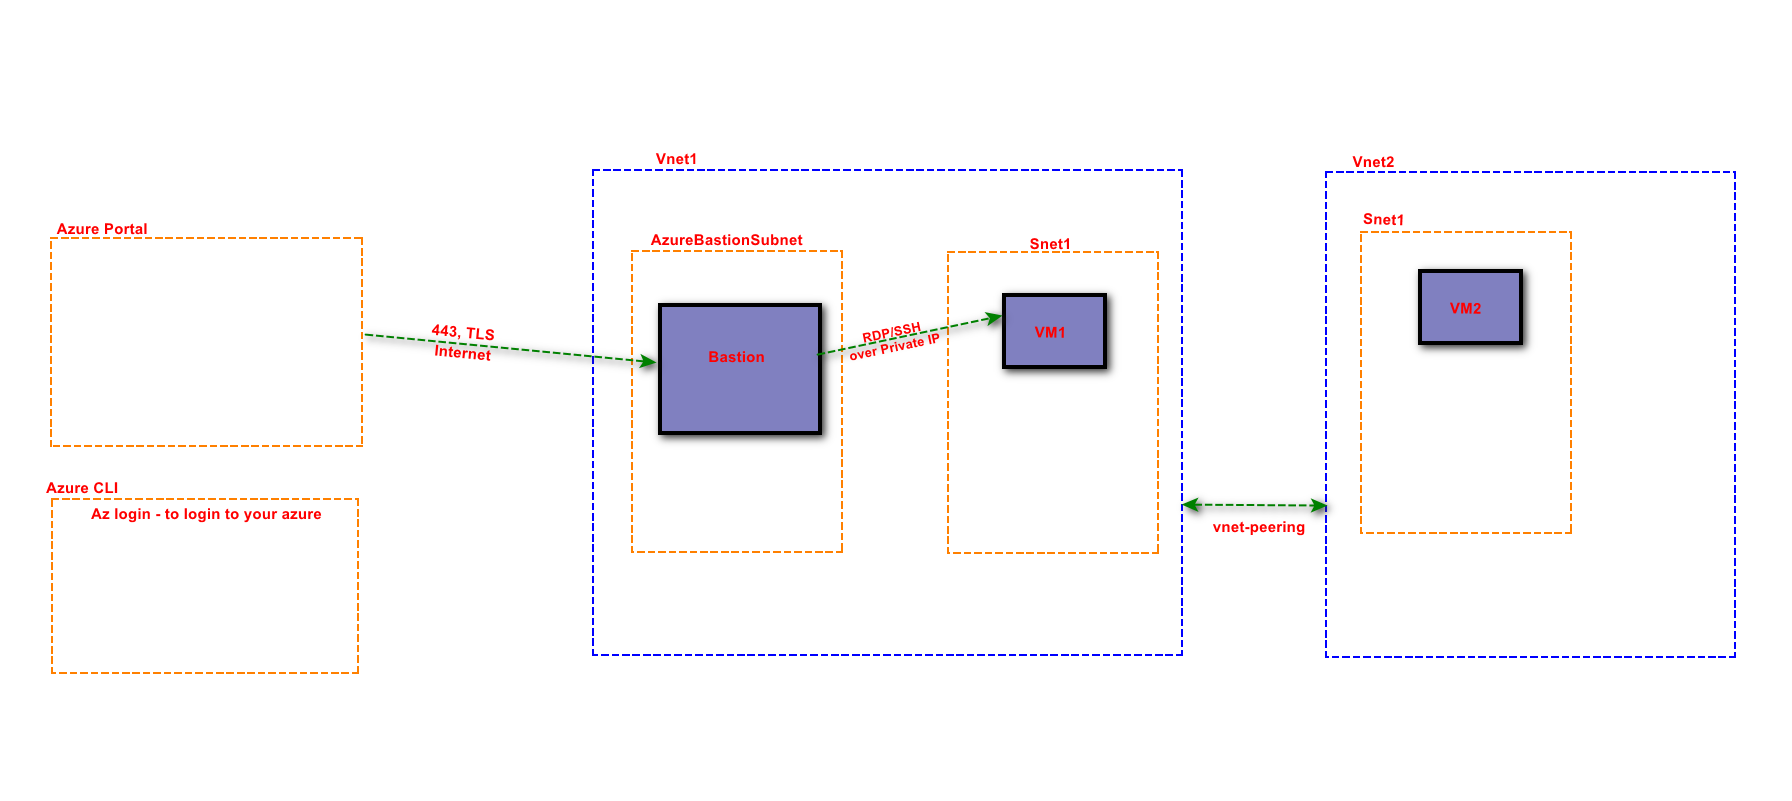 Vnet1
Vnet2
Azure Portal
AzureBastionSubnet
Snet1
Snet1
443, TLS
Internet
Bastion
RDP/SSH
over Private IP
VM1
VM2
Azure CLI
Az login - to login to your azure
vnet-peering